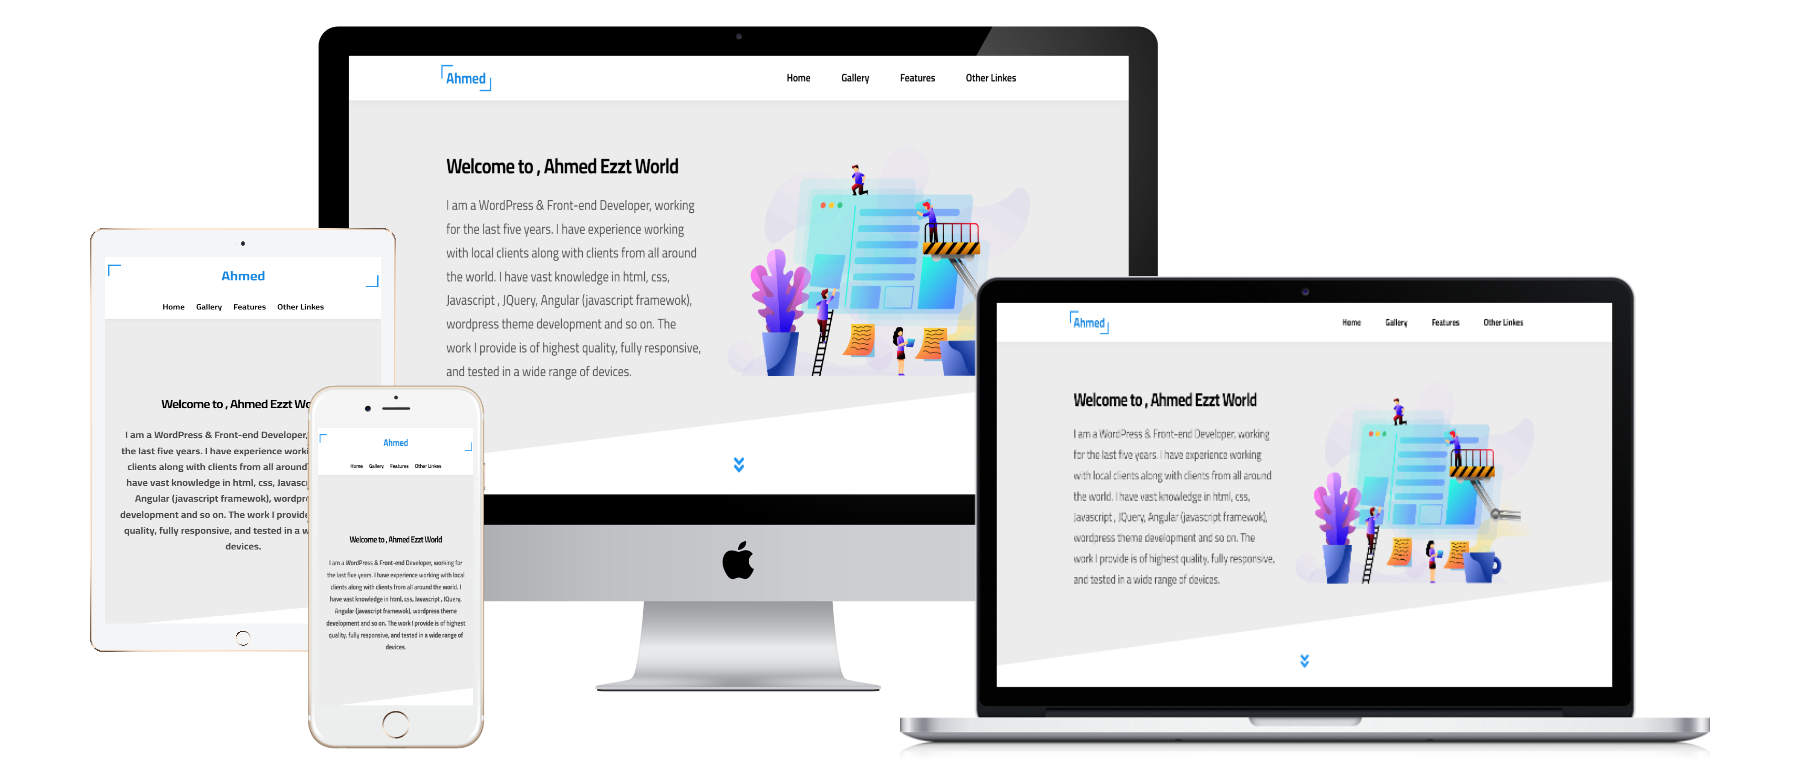 Ahmed
Home Gallery Features Other Linkes
Welcome to , Ahmed Ezzt World
I am a WordPress & Front-end Developer, working
for the last five years. I have experience working
with local clients along with clients from all around
the world. I have vast knowledge in html, css,
Javascript , JQuery, Angular (javascript framewok),
wordpress theme development and so on. The
work I provide is of highest quality, fully responsive,
and tested in a wide range of devices.
Ahmed
Home Gallery Features Other Linkes
Welcome to , Ahmed Ezzt Wo
I am a WordPress & Front-end Developer,
the last five years. I have experience worki
clients along with clients from all around
have vast knowledge in html, css, Javasc
Angular (javascript framewok), wordpr
development and so on. The work I provide
quality, fully responsive, and tested in a w
devices.
Ahmed
Home Gallery Features Other Linkes
Welcome to , Ahmed Ezzt World
I am a WordPress & Front-end Developer, working for
the last five years. I have experience working with local
clients along with clients from all around the world. I
have vast knowledge in html, css, Javascript , JQuery,
Angular (javascript framewok), wordpress theme
development and so on. The work I provide is of highest
quality, fully responsive, and tested in a wide range of
devices.
Ahmed
Home Gallery Features Other Linkes
Welcome to , Ahmed Ezzt World
I am a WordPress & Front-end Developer, working
for the last five years. I have experience working
with local clients along with clients from all around
the world. I have vast knowledge in html, css,
Javascript , JQuery, Angular (javascript framewok),
wordpress theme development and so on. The
work I provide is of highest quality, fully responsive,
and tested in a wide range of devices.